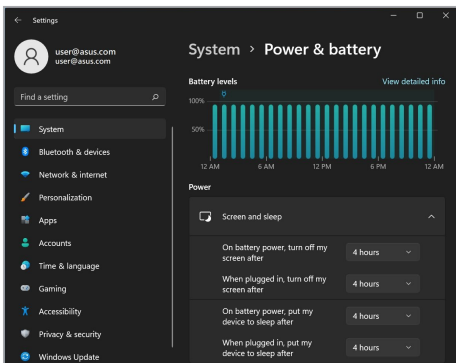 Settings
user@asus.com
user@asus.com
Find a setting
System
Bluetooth & devices
Network & internet
Personalization
Apps
Accounts
Time & language
Gaming
Accessibility
Privacy & security
Windows Update
System > Power & battery
Battery levels View detailed info
100%
50%
12 AM 6 AM 12 PM 6 PM 12 AM
Power
Screen and sleep
On battery power, turn off my
screen after
4 hours
When plugged in, turn off my
screen after
4 hours
On battery power, put my
device to sleep after
4 hours
When plugged in, put my
device to sleep after
4 hours